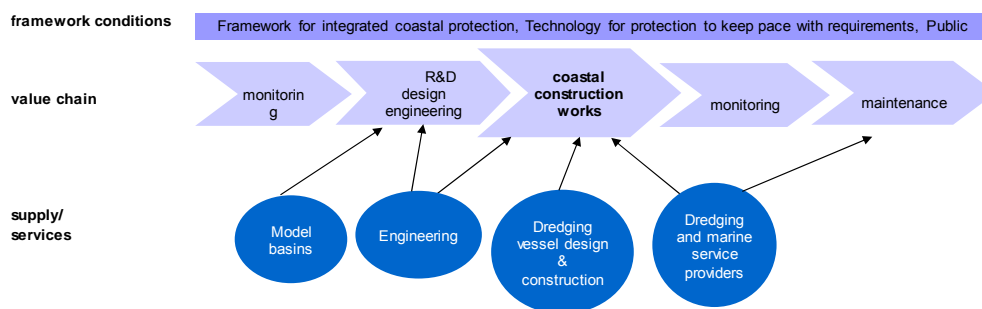 framework conditions
Framework for integrated coastal protection, Technology for protection to keep pace with requirements, Public
value chain
monitorin
g
R&D
design
engineering
coastal
construction
works
monitoring
maintenance
supply/
services
Model
basins
Engineering
Dredging
vessel design
&
construction
Dredging
and marine
service
providers